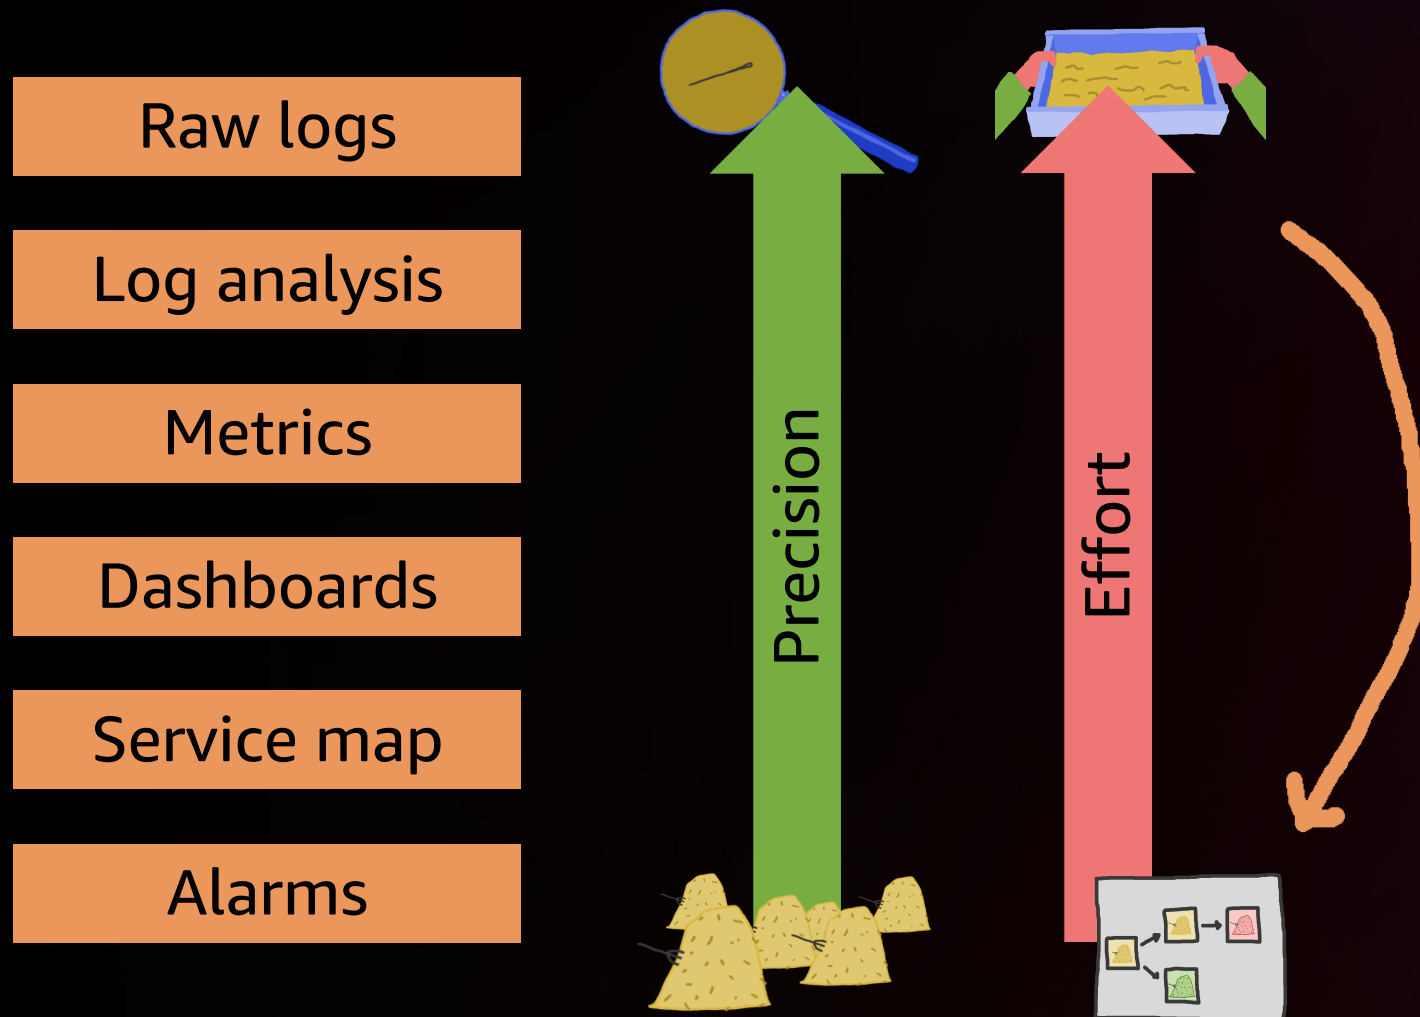 Raw logs
Log analysis
Metrics
Dashboards
Service map
Alarms
Precision
Effort